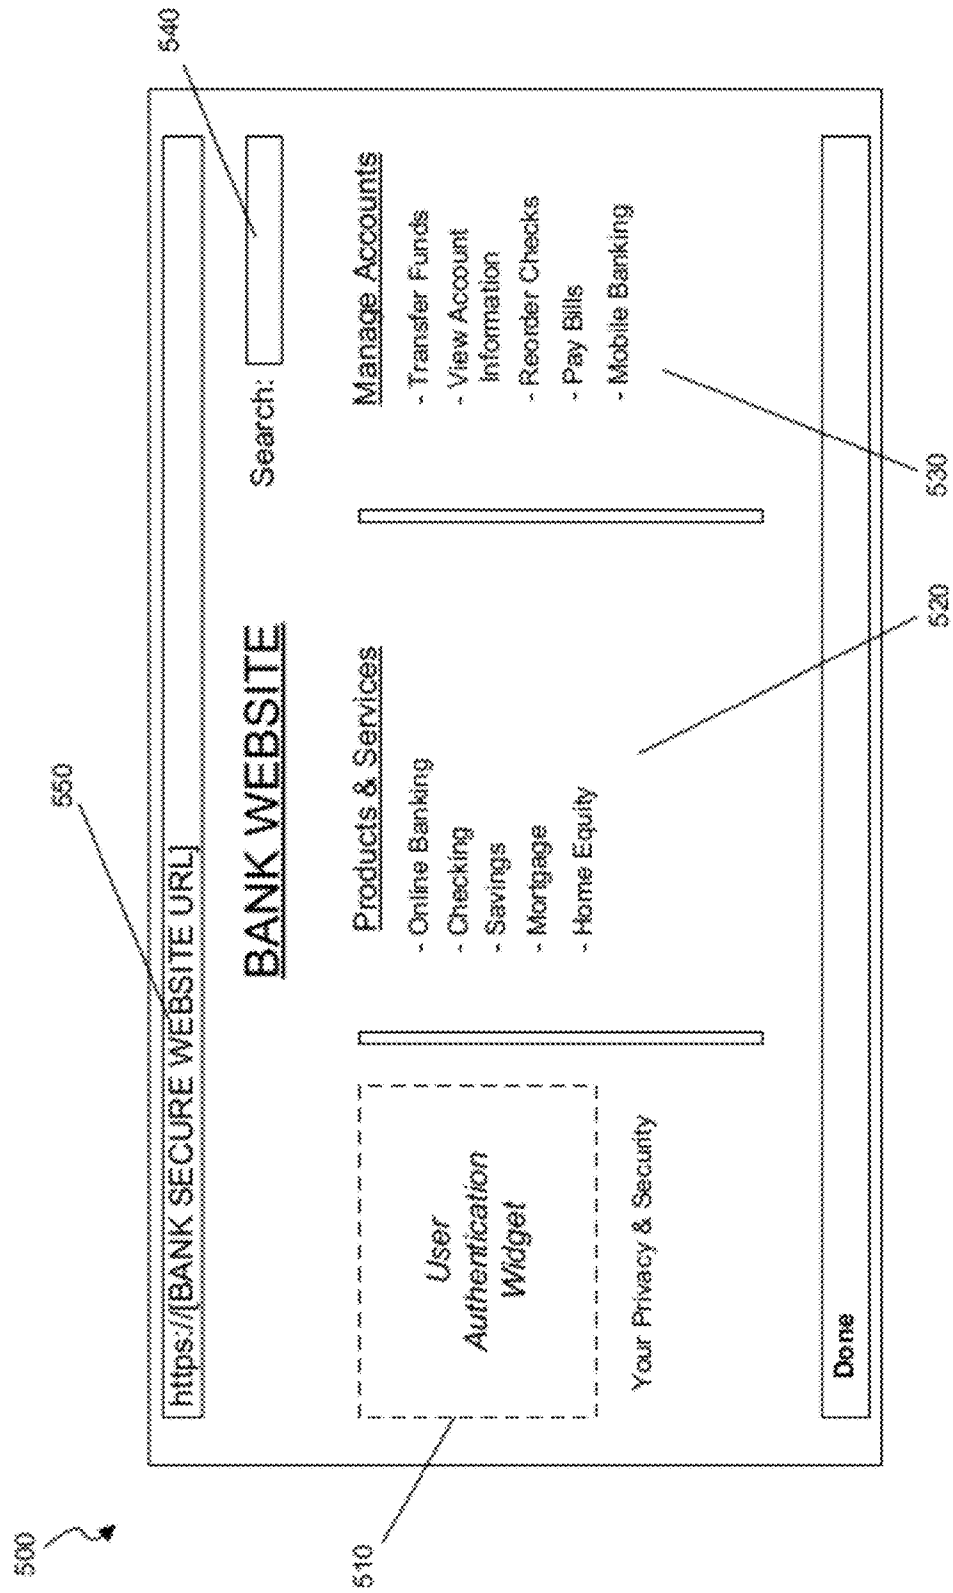 500
550
540
https://[BANK SECURE WEBSITE URL]
BANK WEBSITE
Search:
User
Authentication
Widget
Your Privacy & Security
Products & Services
- Online Banking
- Checking
- Savings
- Mortgage
- Home Equity
Manage Accounts
- Transfer Funds
- View Account
Information
- Reorder Checks
- Pay Bills
- Mobile Banking
Done
510
520
530